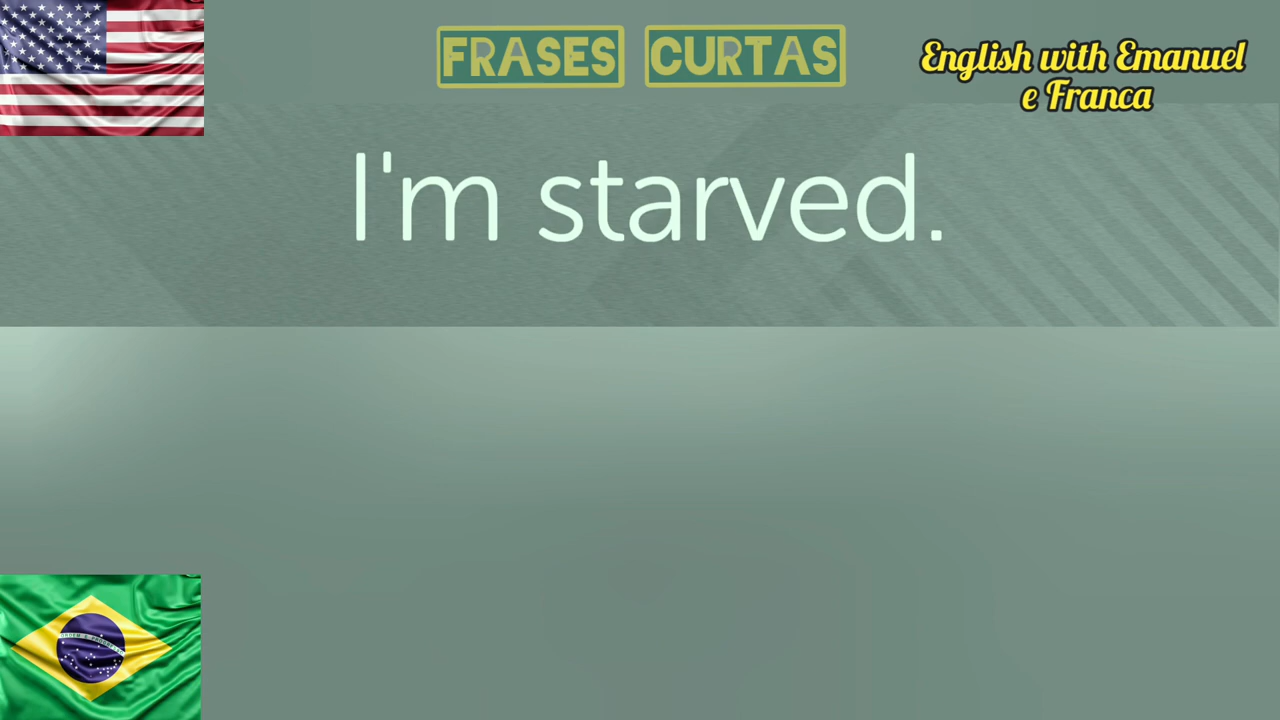 FRASES CURTAS
English with Emanuel
e Franca
I'm starved.